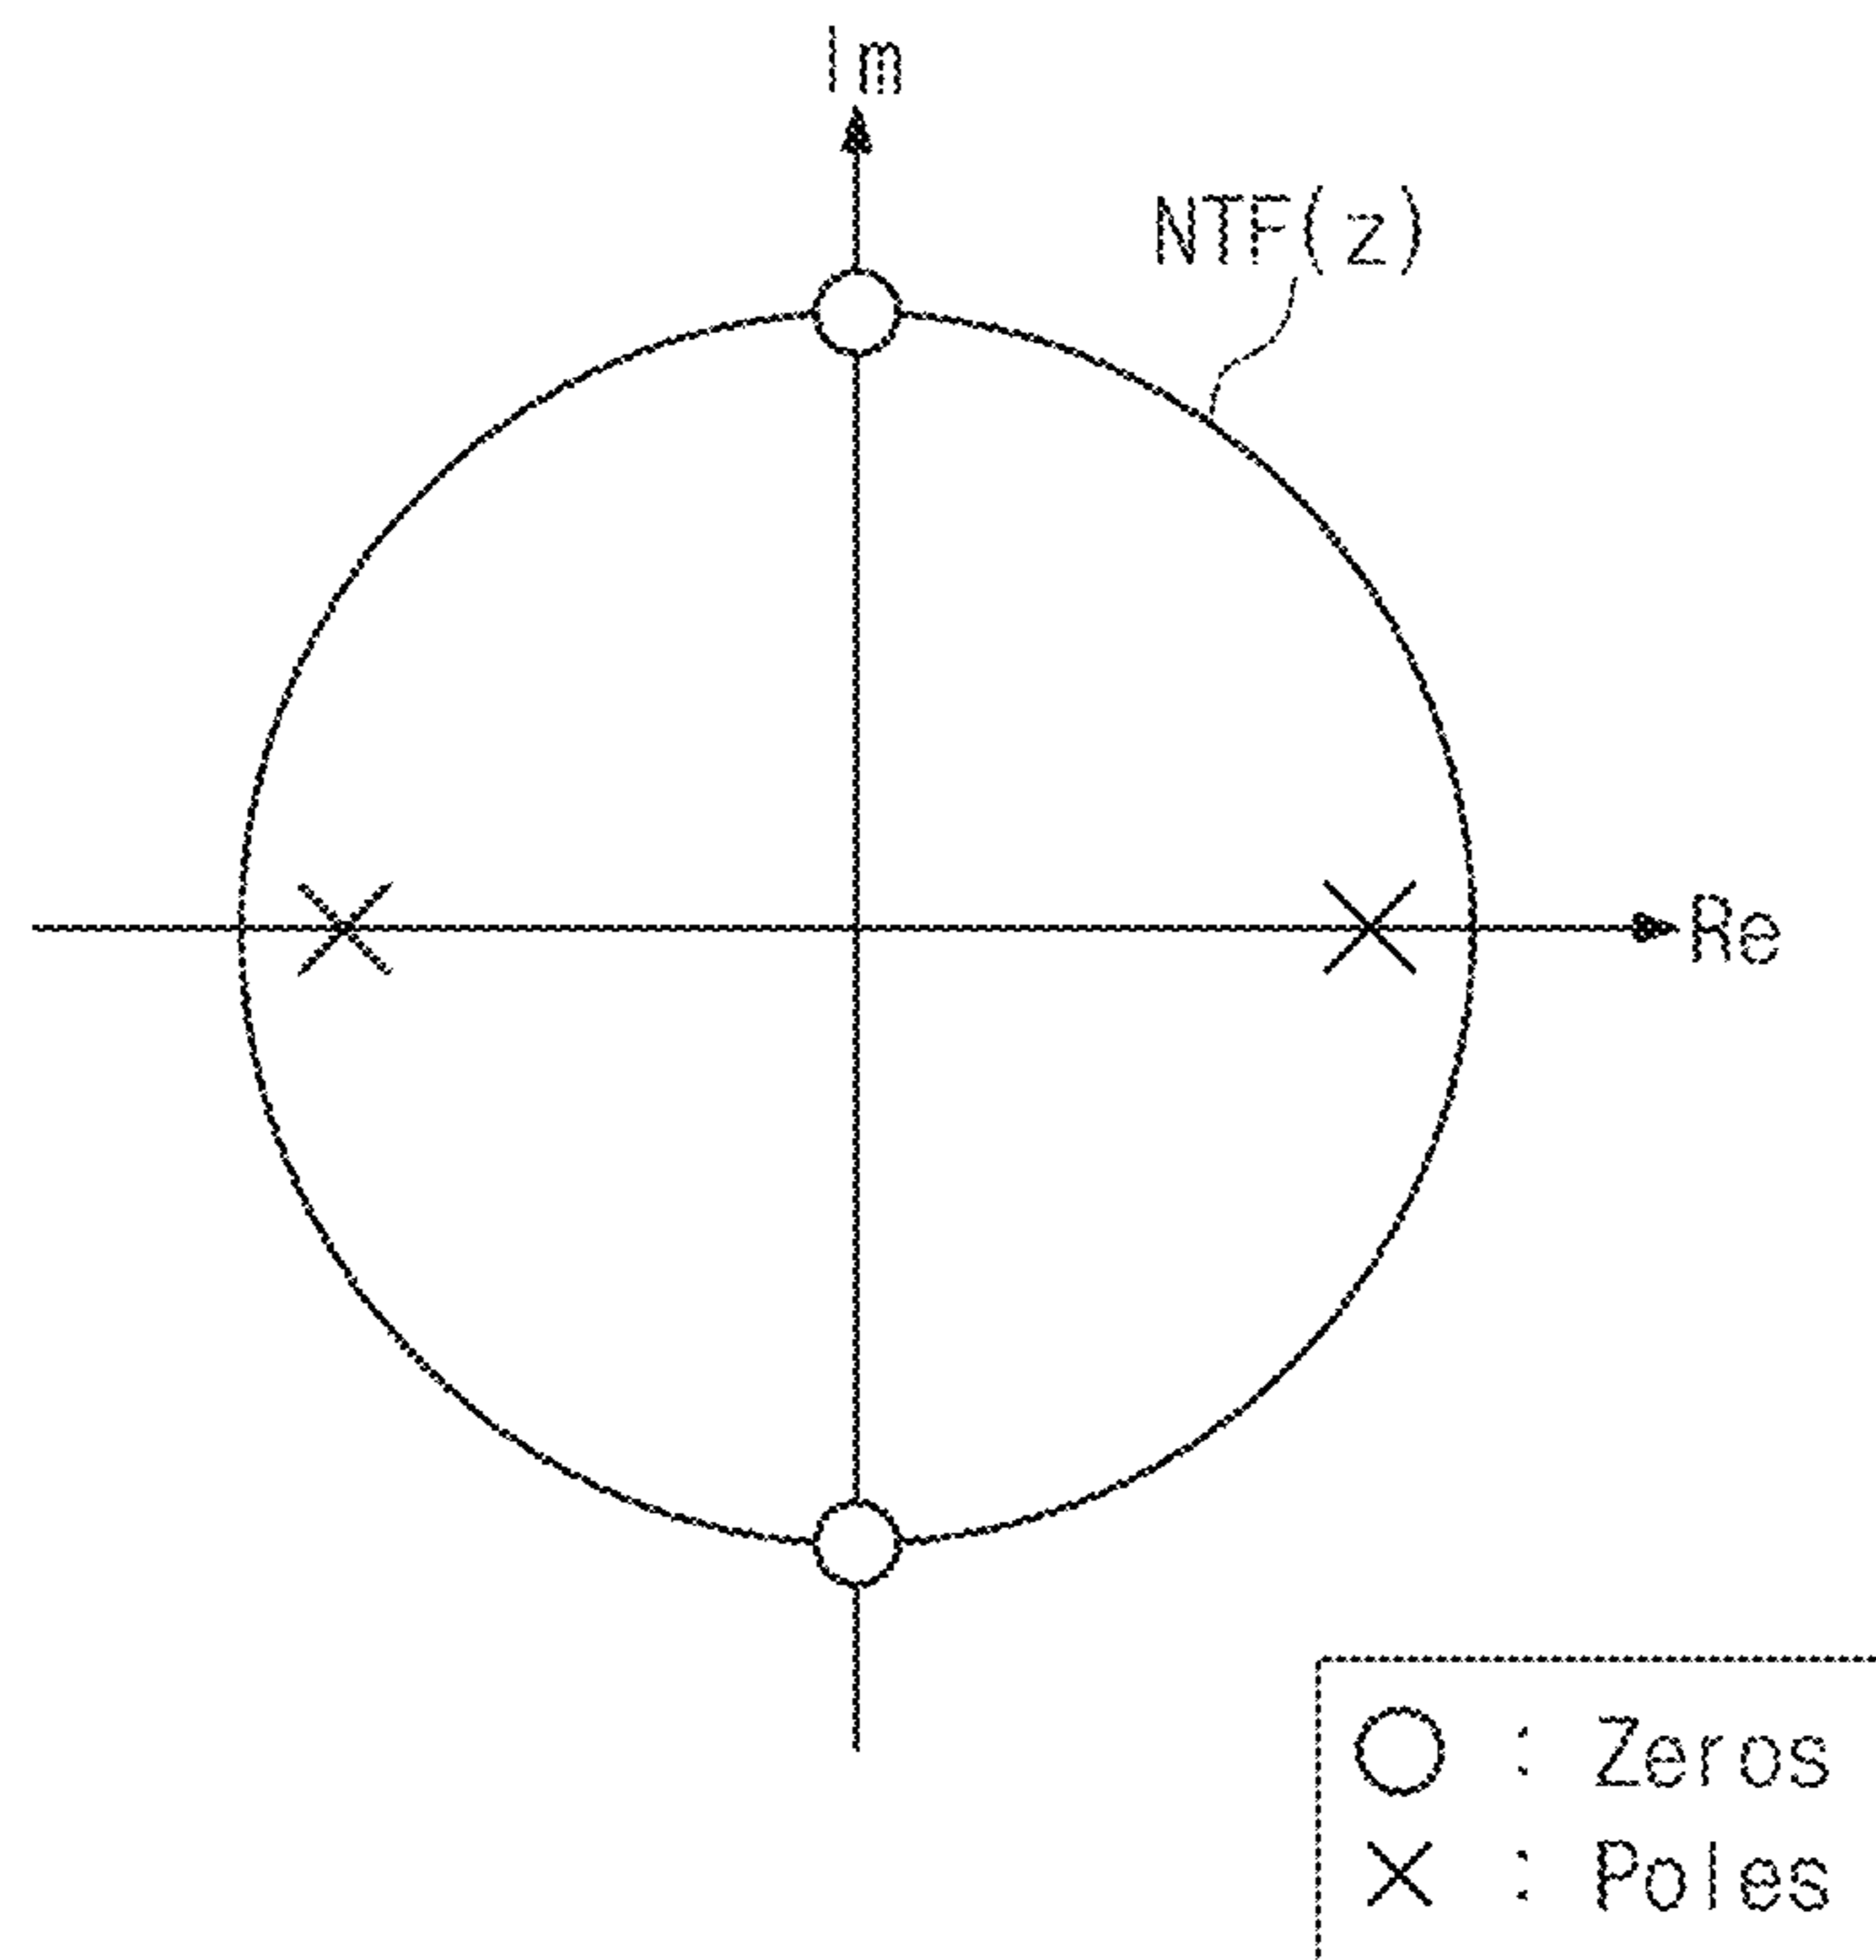 Im
NTF(z)
Re
○ : Zeros
× : Poles